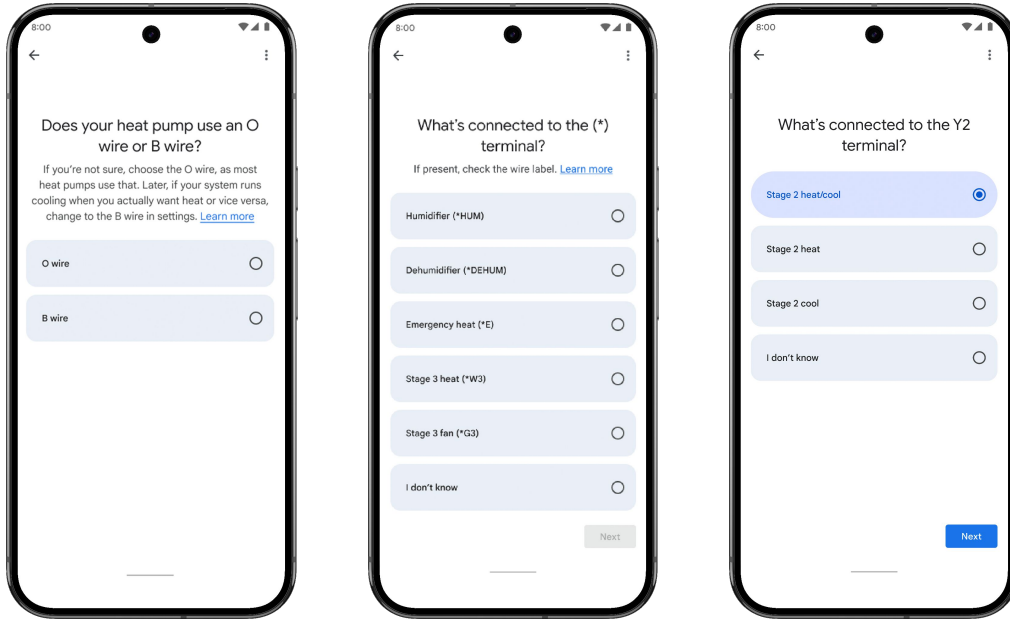 8:00
Does your heat pump use an O
wire or B wire?
If you're not sure, choose the O wire, as most
heat pumps use that. Later, if your system runs
cooling when you actually want heat or vice versa,
change to the B wire in settings. Learn more
O wire
B wire
8:00
What's connected to the (*)
terminal?
If present, check the wire label. Learn more
Humidifier (*HUM)
Dehumidifier (*DEHUM)
Emergency heat (*E)
Stage 3 heat (*W3)
Stage 3 fan (*G3)
I don't know
Next
8:00
What's connected to the Y2
terminal?
Stage 2 heat/cool
Stage 2 heat
Stage 2 cool
I don't know
Next